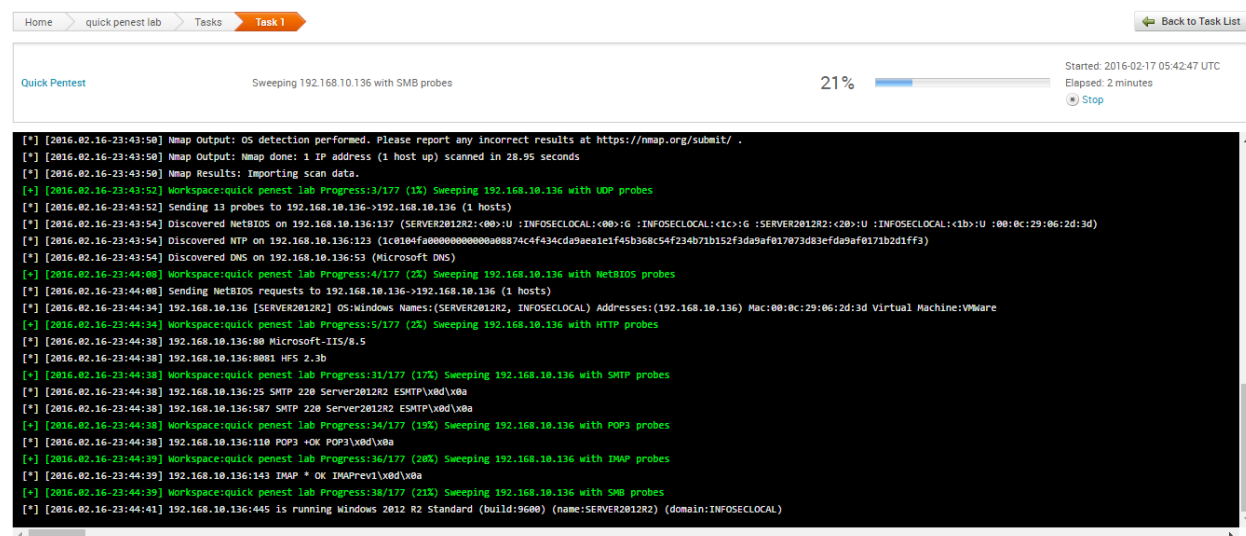 Home quick penest lab Tasks Task 1 Back to Task List
Quick Pentest Sweeping 192.168.10.136 with SMB probes 21% Started: 2016-02-17 05:42:47 UTC
Elapsed: 2 minutes
Stop
[*] [2016.02.16-23:43:50] Nmap Output: OS detection performed. Please report any incorrect results at https://nmap.org/submit/ .
[*] [2016.02.16-23:43:50] Nmap Output: Nmap done: 1 IP address (1 host up) scanned in 28.95 seconds
[*] [2016.02.16-23:43:50] Nmap Results: Importing scan data.
[+] [2016.02.16-23:43:52] Workspace:quick penest lab Progress:3/177 (1%) Sweeping 192.168.10.136 with UDP probes
[*] [2016.02.16-23:43:52] Sending 13 probes to 192.168.10.136->192.168.10.136 (1 hosts)
[*] [2016.02.16-23:43:54] Discovered NetBIOS on 192.168.10.136:137 (SERVER2012R2:<00>:U :INFOSECLOCAL:<00>:G :INFOSECLOCAL:<1c>:G :SERVER2012R2:<20>:U :INFOSECLOCAL:<1b>:U :00:0c:29:06:2d:3d)
[*] [2016.02.16-23:43:54] Discovered NTP on 192.168.10.136:123 (1c0104fa00000000000a08874c4f434cda9aea1e1f45b368c54f234b71b152f3da9af017073d83efda9af0171b2d1ff3)
[*] [2016.02.16-23:43:54] Discovered DNS on 192.168.10.136:53 (Microsoft DNS)
[+] [2016.02.16-23:44:08] Workspace:quick penest lab Progress:4/177 (2%) Sweeping 192.168.10.136 with NetBIOS probes
[*] [2016.02.16-23:44:08] Sending NetBIOS requests to 192.168.10.136->192.168.10.136 (1 hosts)
[*] [2016.02.16-23:44:34] 192.168.10.136 [SERVER2012R2] OS:Windows Names:(SERVER2012R2, INFOSECLOCAL) Addresses:(192.168.10.136) Mac:00:0c:29:06:2d:3d Virtual Machine:VMWare
[+] [2016.02.16-23:44:34] Workspace:quick penest lab Progress:5/177 (2%) Sweeping 192.168.10.136 with HTTP probes
[*] [2016.02.16-23:44:38] 192.168.10.136:80 Microsoft-IIS/8.5
[*] [2016.02.16-23:44:38] 192.168.10.136:8081 HFS 2.3b
[+] [2016.02.16-23:44:38] Workspace:quick penest lab Progress:31/177 (17%) Sweeping 192.168.10.136 with SMTP probes
[*] [2016.02.16-23:44:38] 192.168.10.136:25 SMTP 220 Server2012R2 ESMTP\x0d\x0a
[*] [2016.02.16-23:44:38] 192.168.10.136:587 SMTP 220 Server2012R2 ESMTP\x0d\x0a
[+] [2016.02.16-23:44:38] Workspace:quick penest lab Progress:34/177 (19%) Sweeping 192.168.10.136 with POP3 probes
[*] [2016.02.16-23:44:38] 192.168.10.136:110 POP3 +OK POP3\x0d\x0a
[+] [2016.02.16-23:44:39] Workspace:quick penest lab Progress:36/177 (20%) Sweeping 192.168.10.136 with IMAP probes
[*] [2016.02.16-23:44:39] 192.168.10.136:143 IMAP * OK IMAPrev1\x0d\x0a
[+] [2016.02.16-23:44:39] Workspace:quick penest lab Progress:38/177 (21%) Sweeping 192.168.10.136 with SMB probes
[*] [2016.02.16-23:44:41] 192.168.10.136:445 is running Windows 2012 R2 Standard (build:9600) (name:SERVER2012R2) (domain:INFOSECLOCAL)